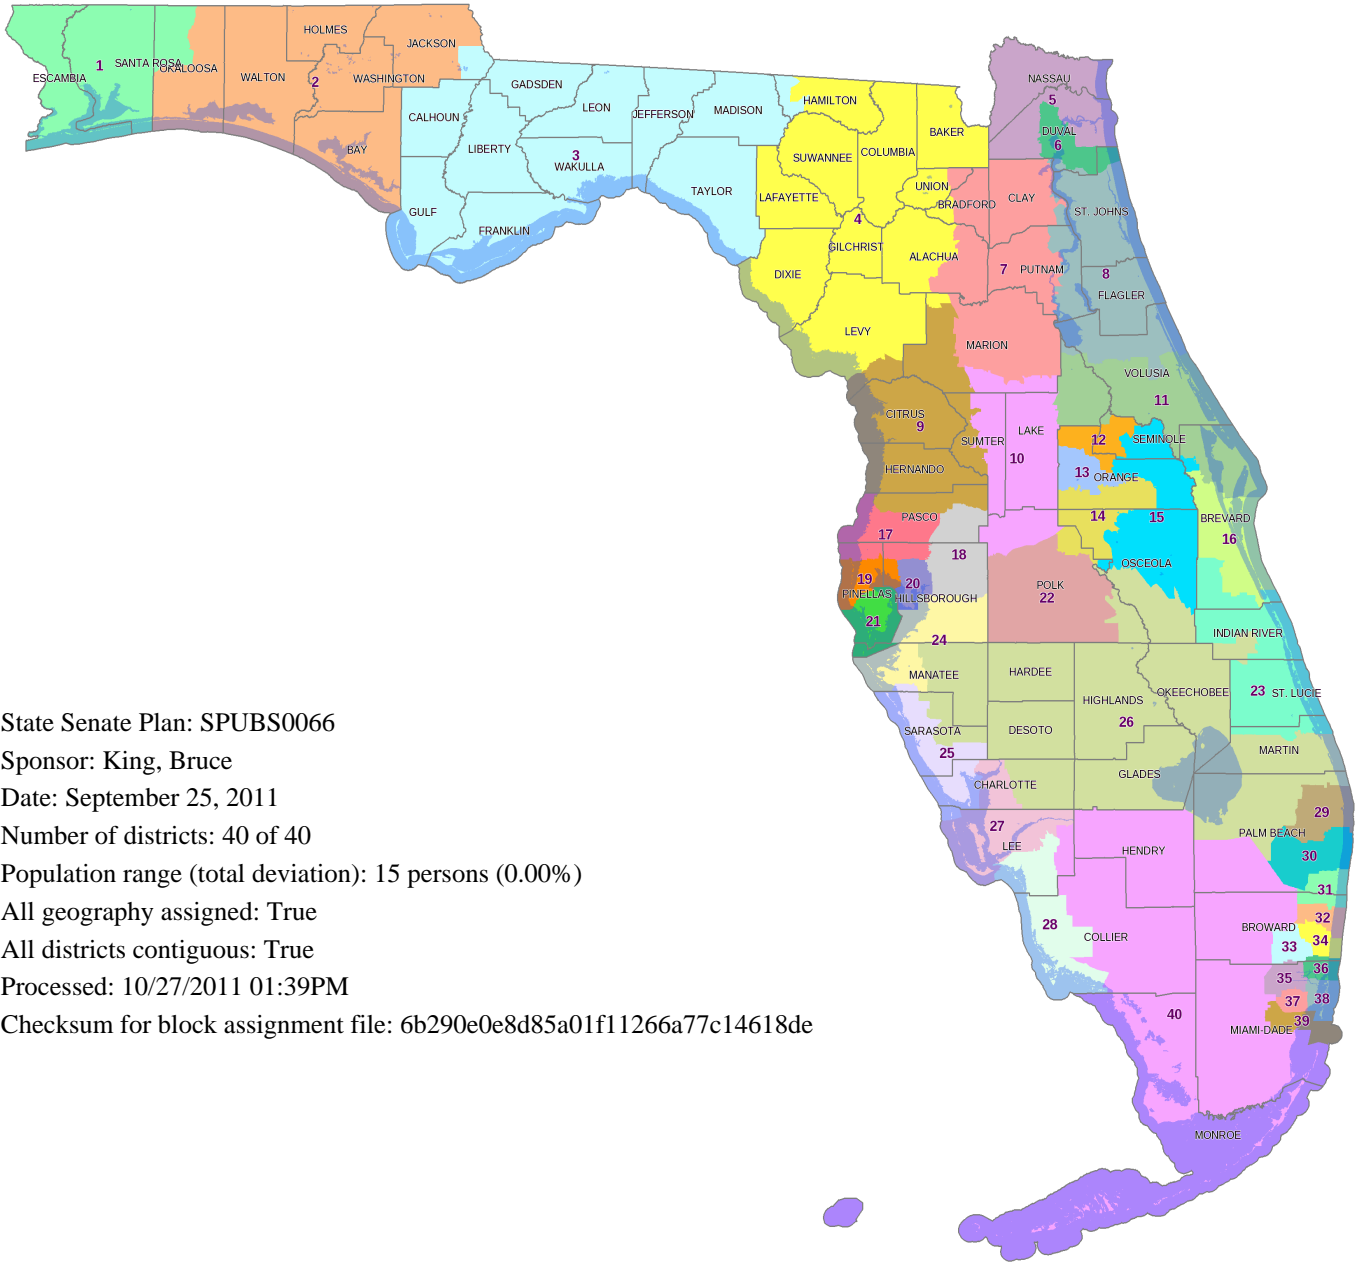 HOLMES
JACKSON
1
SANTA ROSA
OKALOOSA
ESCAMBIA
WALTON
2
WASHINGTON
BAY
GADSDEN
LEON
JEFFERSON
MADISON
CALHOUN
LIBERTY
3
WAKULLA
TAYLOR
GULF
FRANKLIN
HAMILTON
BAKER
SUWANNEE
COLUMBIA
UNION
LAFAYETTE
BRADFORD
4
GILCHRIST
ALACHUA
DIXIE
LEVY
NASSAU
5
DUVAL
6
CLAY
ST. JOHNS
7
PUTNAM
8
FLAGLER
MARION
VOLUSIA
11
CITRUS
9
SUMTER
LAKE
10
12
SEMINOLE
HERNANDO
13
ORANGE
PASCO
14
15
BREVARD
17
16
18
OSCEOLA
19
20
POLK
PINELLAS
HILLSBOROUGH
22
21
24
INDIAN RIVER
MANATEE
HARDEE
HIGHLANDS
OKEECHOBEE
23
ST. LUCIE
26
SARASOTA
DESOTO
25
MARTIN
CHARLOTTE
GLADES
27
29
PALM BEACH
LEE
HENDRY
30
31
28
COLLIER
BROWARD
32
33
34
35
36
37
38
40
MIAMI-DADE
39
MONROE
State Senate Plan: SPUBS0066
Sponsor: King, Bruce
Date: September 25, 2011
Number of districts: 40 of 40
Population range (total deviation): 15 persons (0.00%)
All geography assigned: True
All districts contiguous: True
Processed: 10/27/2011 01:39PM
Checksum for block assignment file: 6b290e0e8d85a01f11266a77c14618de